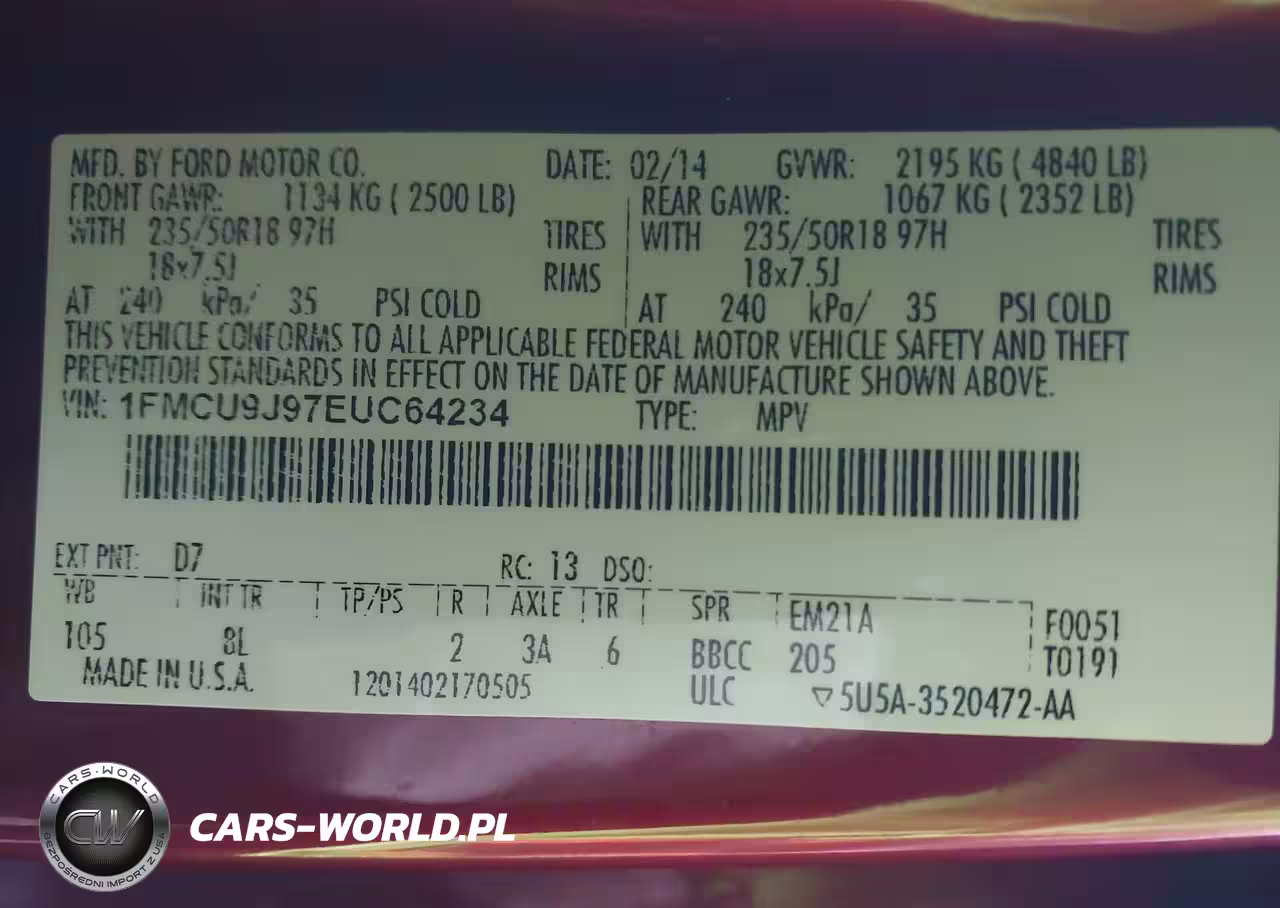 MFD. BY FORD MOTOR CO. DATE: 02/14 GVWR: 2195 KG ( 4840 LB)
FRONT GAWR: 1134 KG ( 2500 LB) REAR GAWR: 1067 KG ( 2352 LB)
WITH 235/50R18 97H TIRES WITH 235/50R18 97H TIRES
18x7.5J RIMS 18x7.5J RIMS
AT 240 kPa/ 35 PSI COLD AT 240 kPa/ 35 PSI COLD
THIS VEHICLE CONFORMS TO ALL APPLICABLE FEDERAL MOTOR VEHICLE SAFETY AND THEFT
PREVENTION STANDARDS IN EFFECT ON THE DATE OF MANUFACTURE SHOWN ABOVE.
VIN: 1FMCU9J97EUC64234 TYPE: MPV
EXT PNT: D7 RC: 13 DSO:
WB INT TR TP/PS R AXLE TR SPR EM21A F0051
105 8L 2 3A 6 BBCC 205 T0191
MADE IN U.S.A. 1201402170505 ULC ▽5U5A-3520472-AA
CARS-WORLD
CW
BEZPOŚREDNI IMPORT Z USA
CARS-WORLD.PL